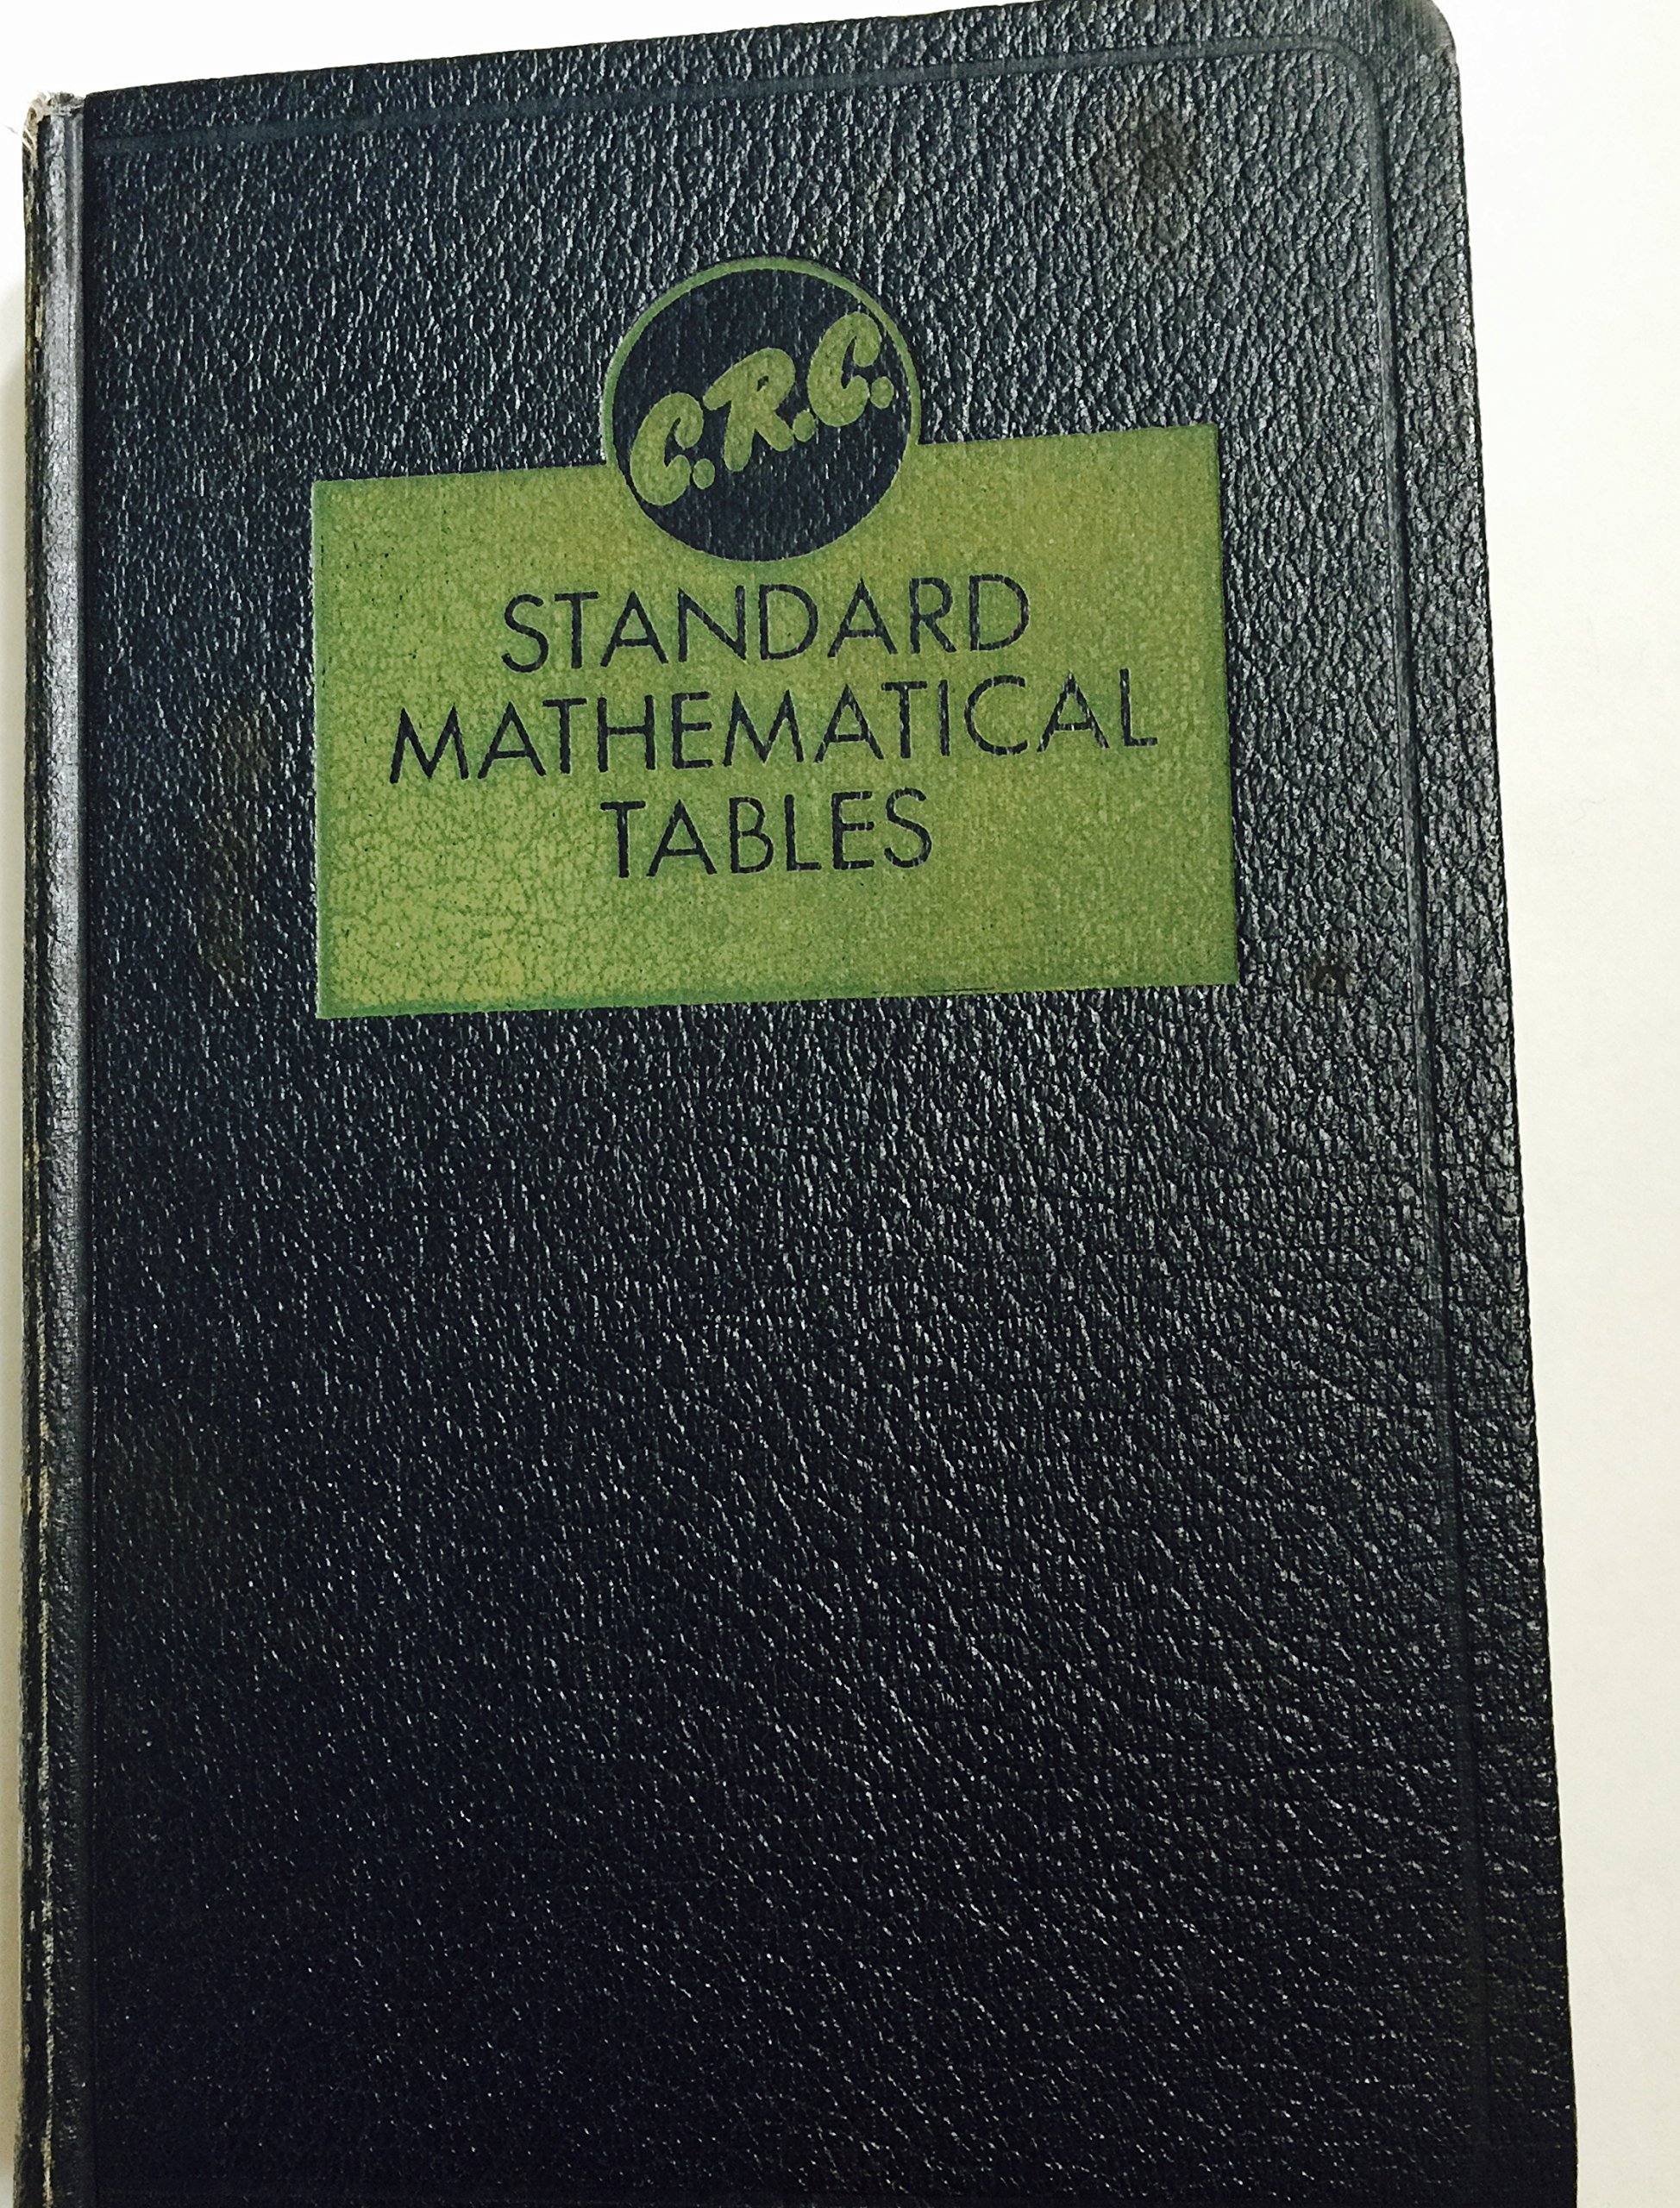 C.R.C.
STANDARD
MATHEMATICAL
TABLES